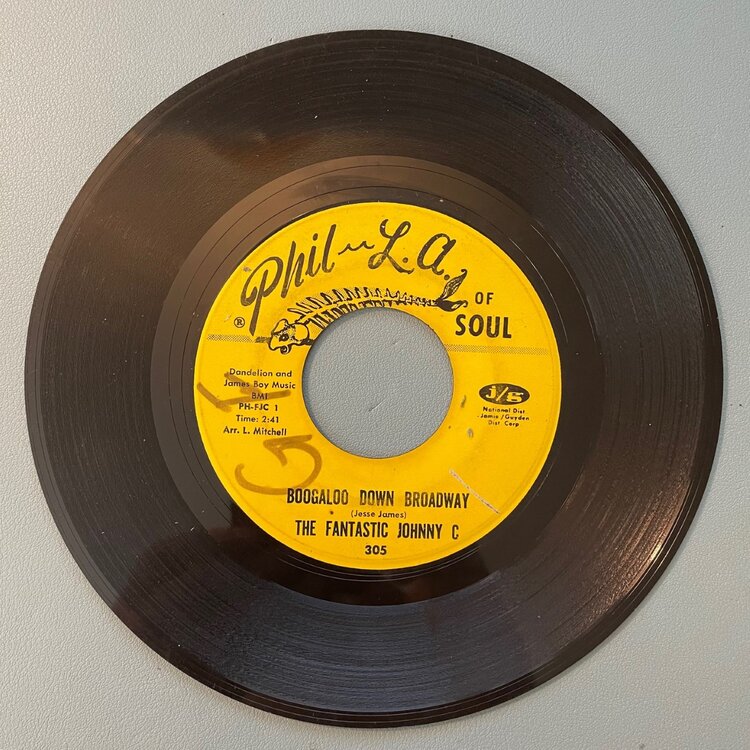 Phil-L.A.
OF
SOUL
®
Dandelion and
James Boy Music
BMI
PH-FJC 1
Time: 2:41
Arr. L. Mitchell
J/G
National Dist.
Jamie/Guyden
Dist Corp
BOOGALOO DOWN BROADWAY
(Jesse James)
THE FANTASTIC JOHNNY C
305